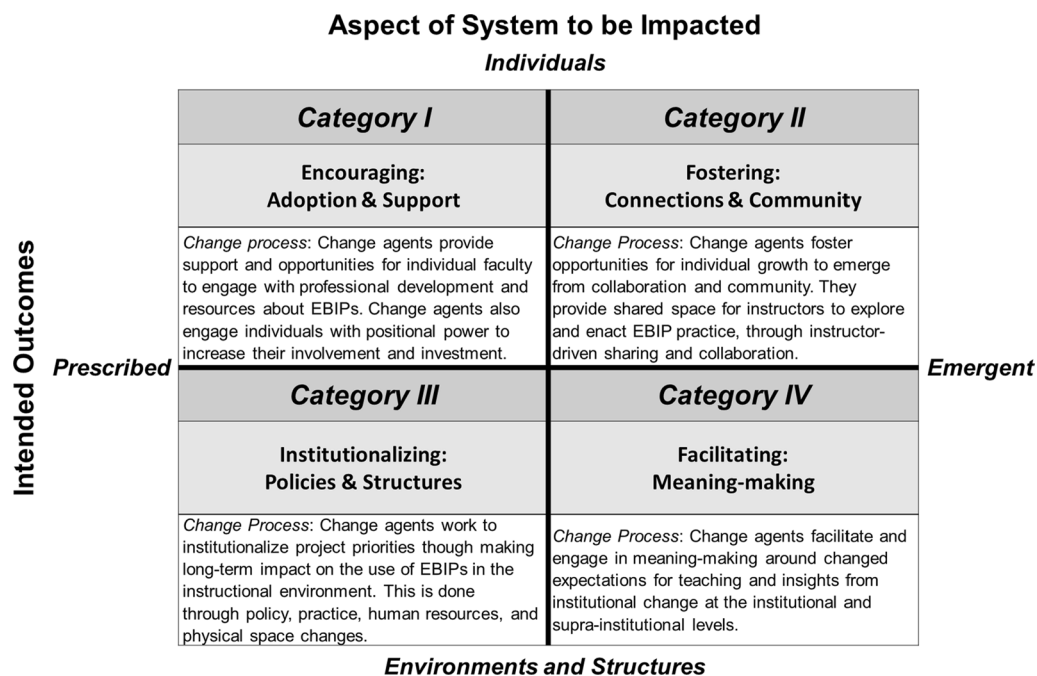 Aspect of System to be Impacted
Individuals
Intended Outcomes
Prescribed
Emergent
Category I
Encouraging:
Adoption & Support
Change process: Change agents provide
support and opportunities for individual faculty
to engage with professional development and
resources about EBIPs. Change agents also
engage individuals with positional power to
increase their involvement and investment.
Category II
Fostering:
Connections & Community
Change Process: Change agents foster
opportunities for individual growth to emerge
from collaboration and community. They
provide shared space for instructors to explore
and enact EBIP practice, through instructor-
driven sharing and collaboration.
Category III
Institutionalizing:
Policies & Structures
Change Process: Change agents work to
institutionalize project priorities though making
long-term impact on the use of EBIPs in the
instructional environment. This is done
through policy, practice, human resources, and
physical space changes.
Category IV
Facilitating:
Meaning-making
Change Process: Change agents facilitate and
engage in meaning-making around changed
expectations for teaching and insights from
institutional change at the institutional and
supra-institutional levels.
Environments and Structures